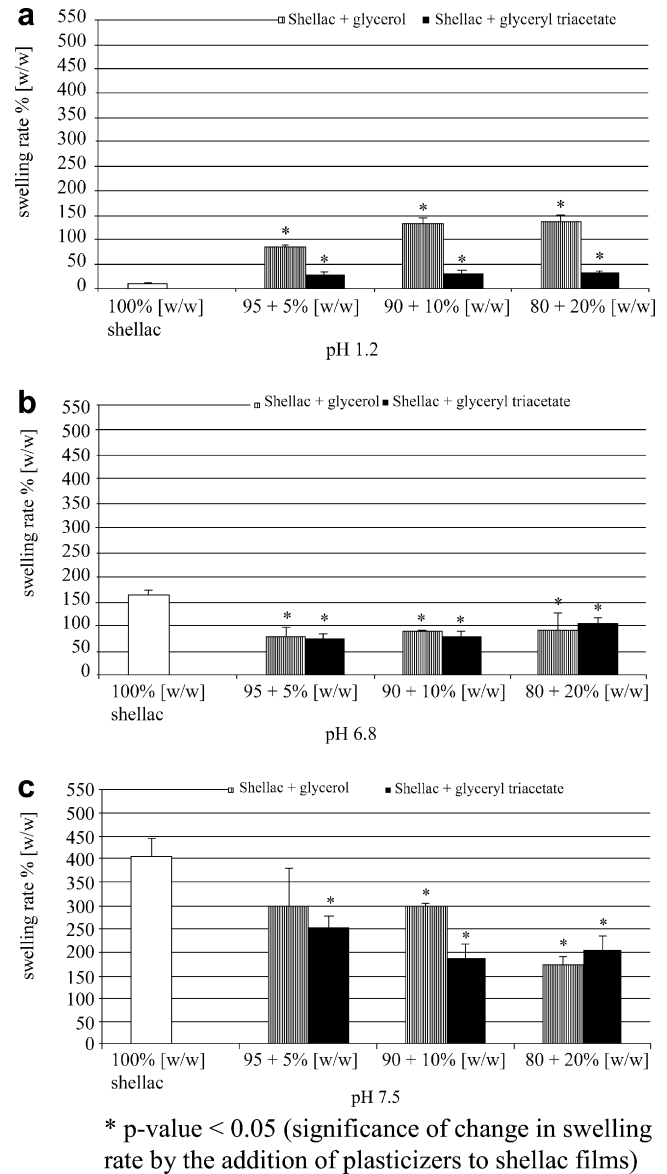 a
Shellac + glycerol Shellac + glyceryl triacetate
swelling rate % [w/w]
550
500
450
400
350
300
250
200
150
100
50
0
* * * * * *
100% [w/w] shellac
95 + 5% [w/w]
90 + 10% [w/w]
80 + 20% [w/w]
pH 1.2
b
Shellac + glycerol Shellac + glyceryl triacetate
swelling rate % [w/w]
550
500
450
400
350
300
250
200
150
100
50
0
* * * * * *
100% [w/w] shellac
95 + 5% [w/w]
90 + 10% [w/w]
80 + 20% [w/w]
pH 6.8
c
Shellac + glycerol Shellac + glyceryl triacetate
swelling rate % [w/w]
550
500
450
400
350
300
250
200
150
100
50
0
* * * * *
100% [w/w] shellac
95 + 5% [w/w]
90 + 10% [w/w]
80 + 20% [w/w]
pH 7.5
* p-value < 0.05 (significance of change in swelling
rate by the addition of plasticizers to shellac films)